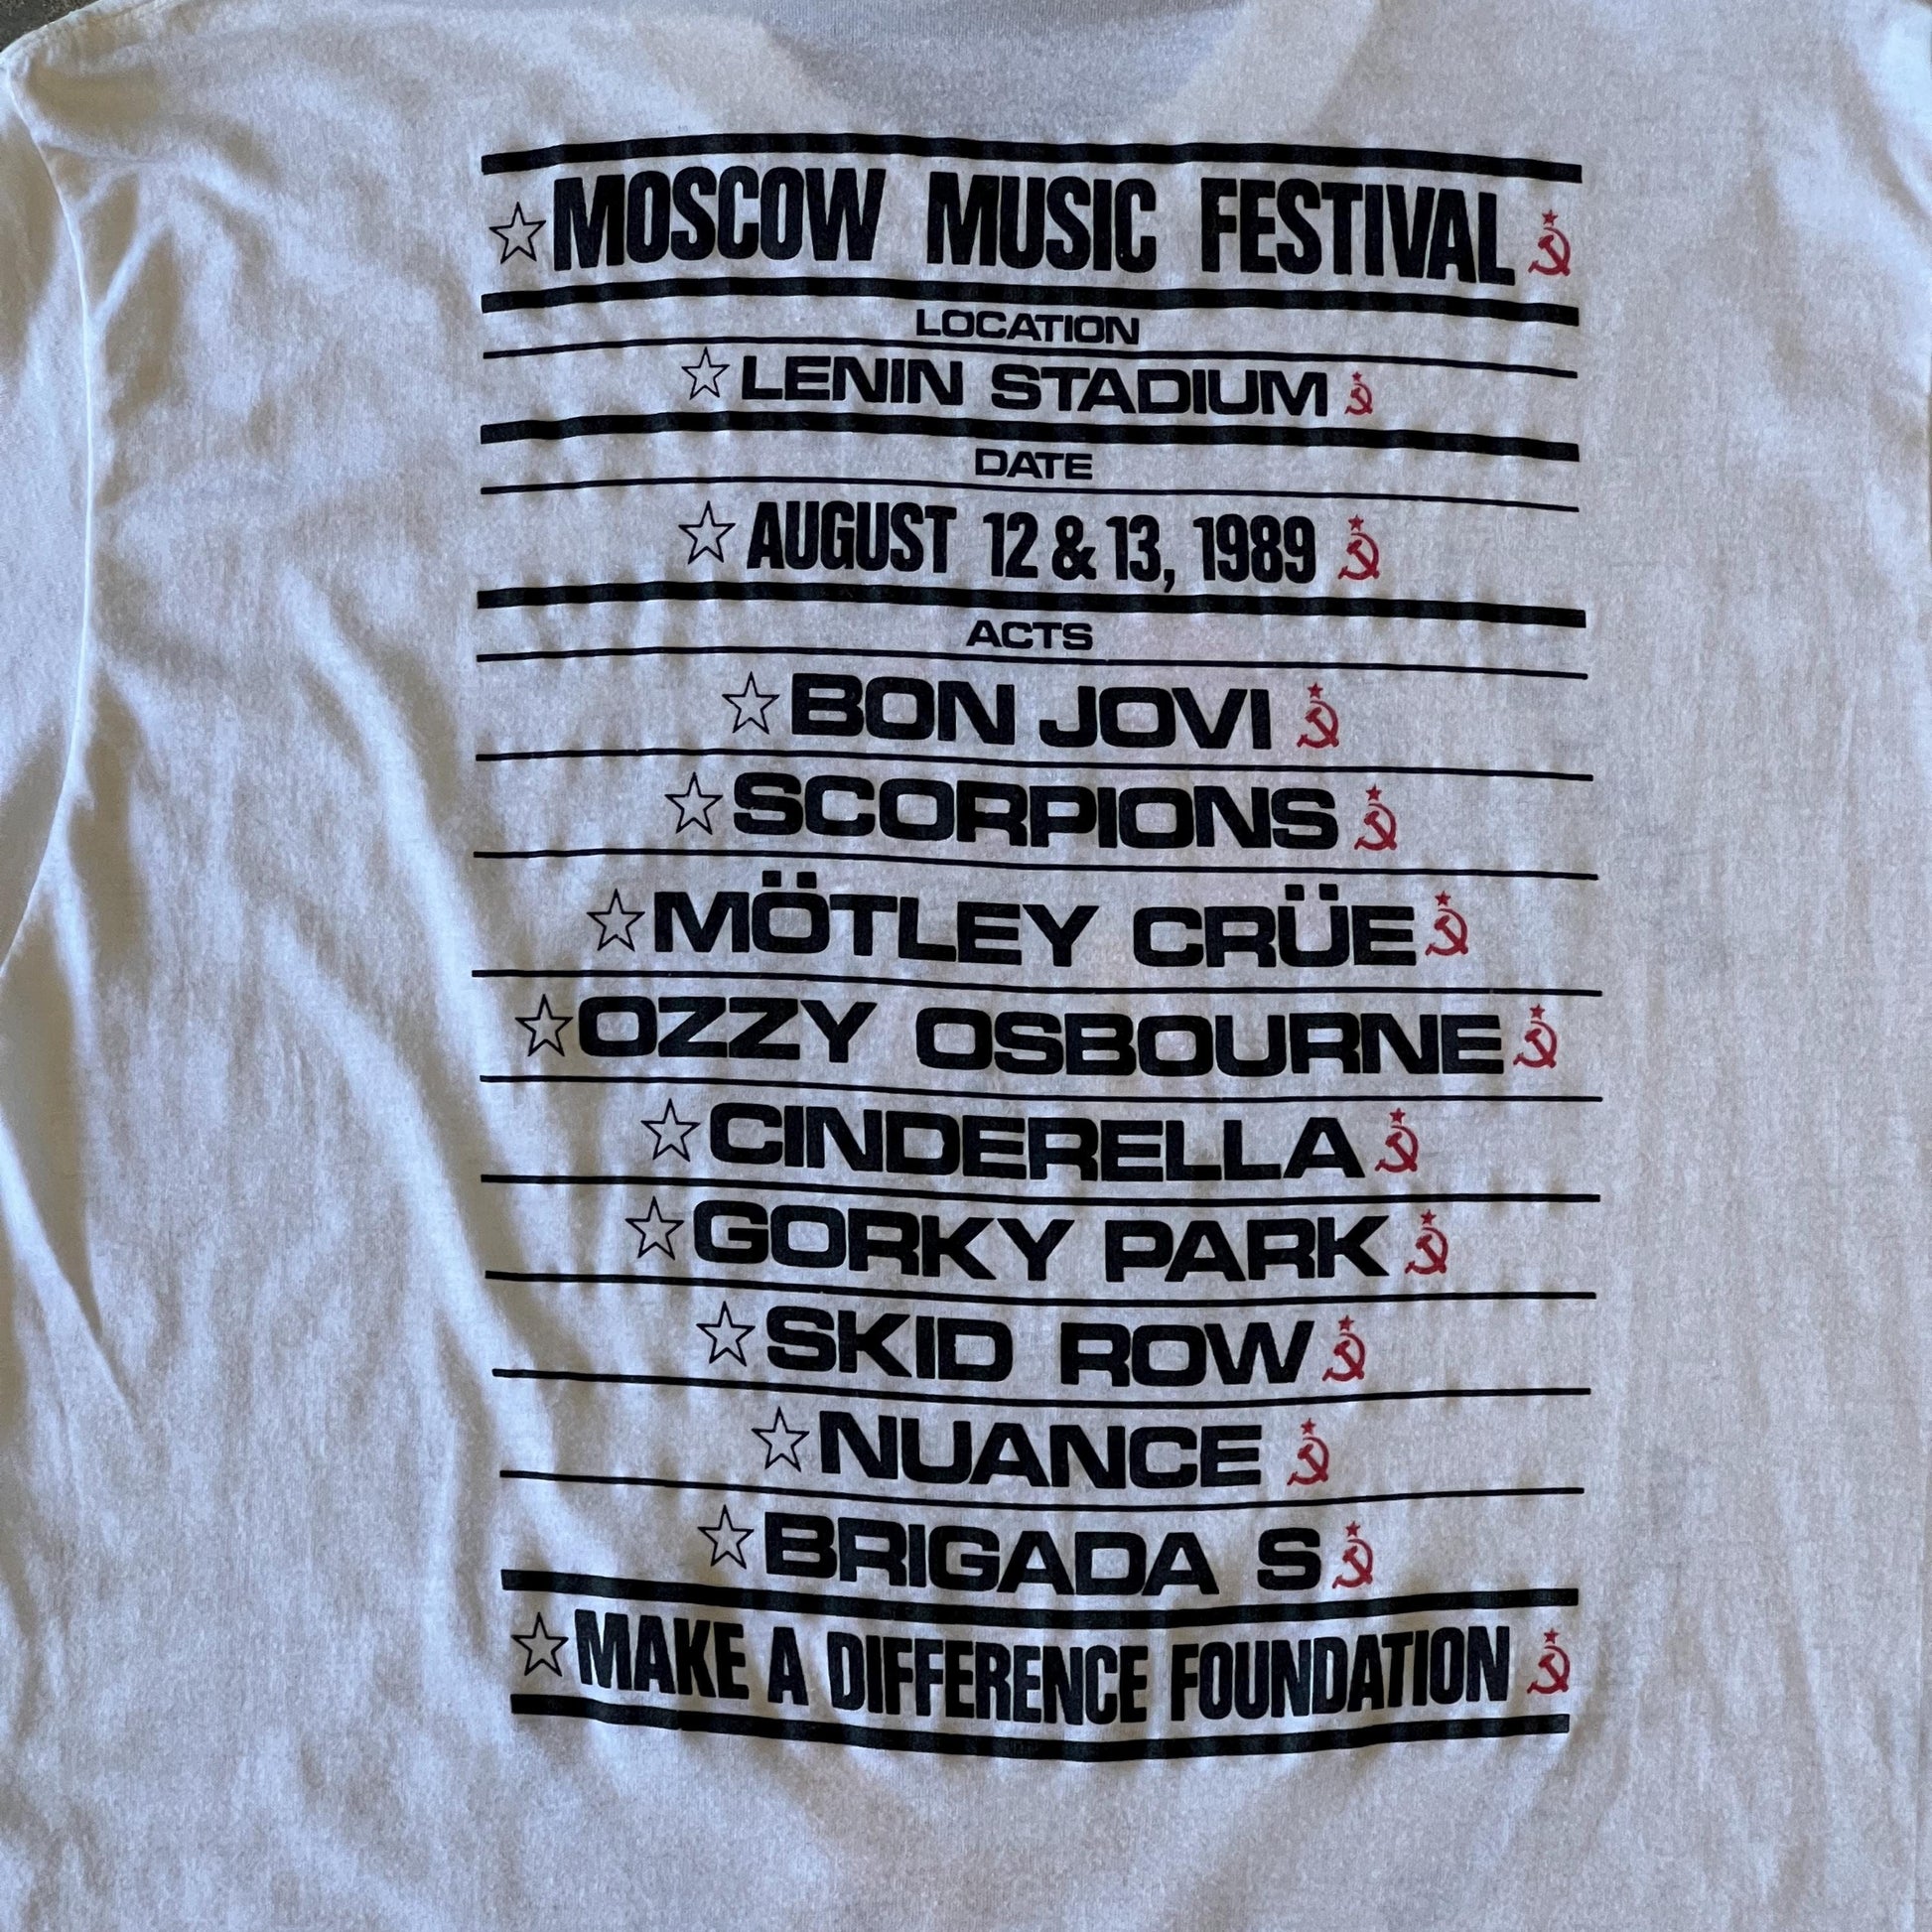 MOSCOW MUSIC FESTIVAL
LOCATION
LENIN STADIUM
DATE
AUGUST 12 & 13, 1989
ACTS
BON JOVI
SCORPIONS
MÖTLEY CRÜE
OZZY OSBOURNE
CINDERELLA
GORKY PARK
SKID ROW
NUANCE
BRIGADA S
MAKE A DIFFERENCE FOUNDATION